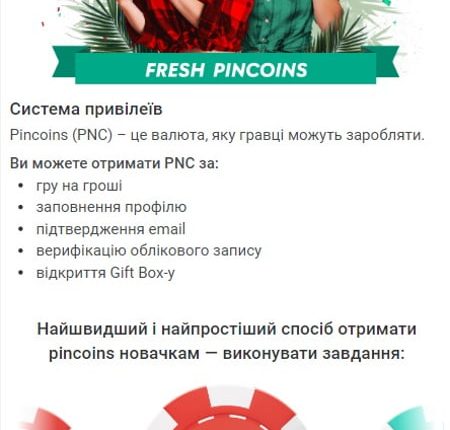 FRESH PINCOINS
Система привілеїв
Pincoins (PNC) – це валюта, яку гравці можуть заробляти.
Ви можете отримати PNC за:
• гру на гроші
• заповнення профілю
• підтвердження email
• верифікацію облікового запису
• відкриття Gift Box-у
Найшвидший і найпростіший спосіб отримати
pincoins новачкам — виконувати завдання: